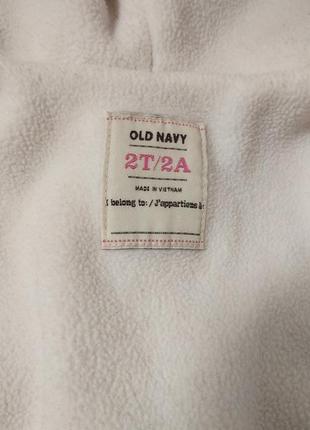 OLD NAVY
2T/2A
MADE IN VIETNAM
I belong to: / J'appartiens à: